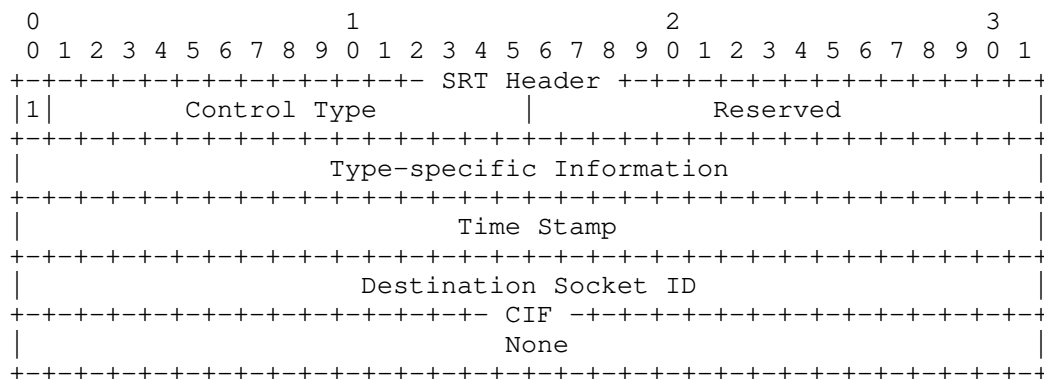 0                   1                   2                   3
 0 1 2 3 4 5 6 7 8 9 0 1 2 3 4 5 6 7 8 9 0 1 2 3 4 5 6 7 8 9 0 1
+-+-+-+-+-+-+-+-+-+-+-+-+- SRT Header +-+-+-+-+-+-+-+-+-+-+-+-+-+
|1|        Control Type         |           Reserved            |
+-+-+-+-+-+-+-+-+-+-+-+-+-+-+-+-+-+-+-+-+-+-+-+-+-+-+-+-+-+-+-+-+
|                   Type-specific Information                   |
+-+-+-+-+-+-+-+-+-+-+-+-+-+-+-+-+-+-+-+-+-+-+-+-+-+-+-+-+-+-+-+-+
|                           Time Stamp                          |
+-+-+-+-+-+-+-+-+-+-+-+-+-+-+-+-+-+-+-+-+-+-+-+-+-+-+-+-+-+-+-+-+
|                     Destination Socket ID                     |
+-+-+-+-+-+-+-+-+-+-+-+-+-+-+- CIF -+-+-+-+-+-+-+-+-+-+-+-+-+-+-+
|                              None                             |
+-+-+-+-+-+-+-+-+-+-+-+-+-+-+-+-+-+-+-+-+-+-+-+-+-+-+-+-+-+-+-+-+